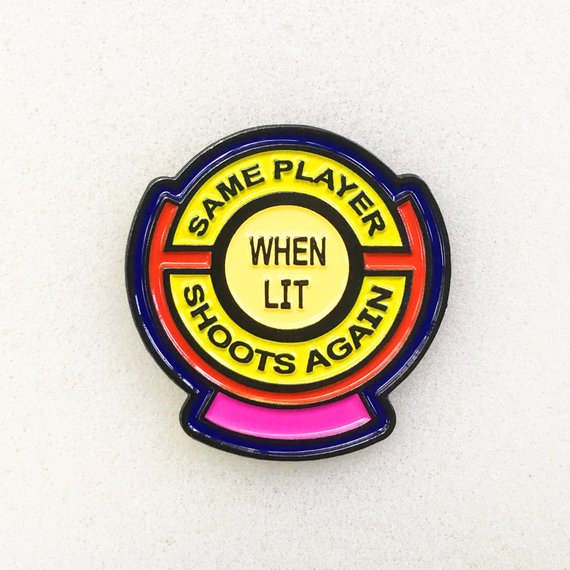 SAME PLAYER
WHEN
LIT
SHOOTS AGAIN